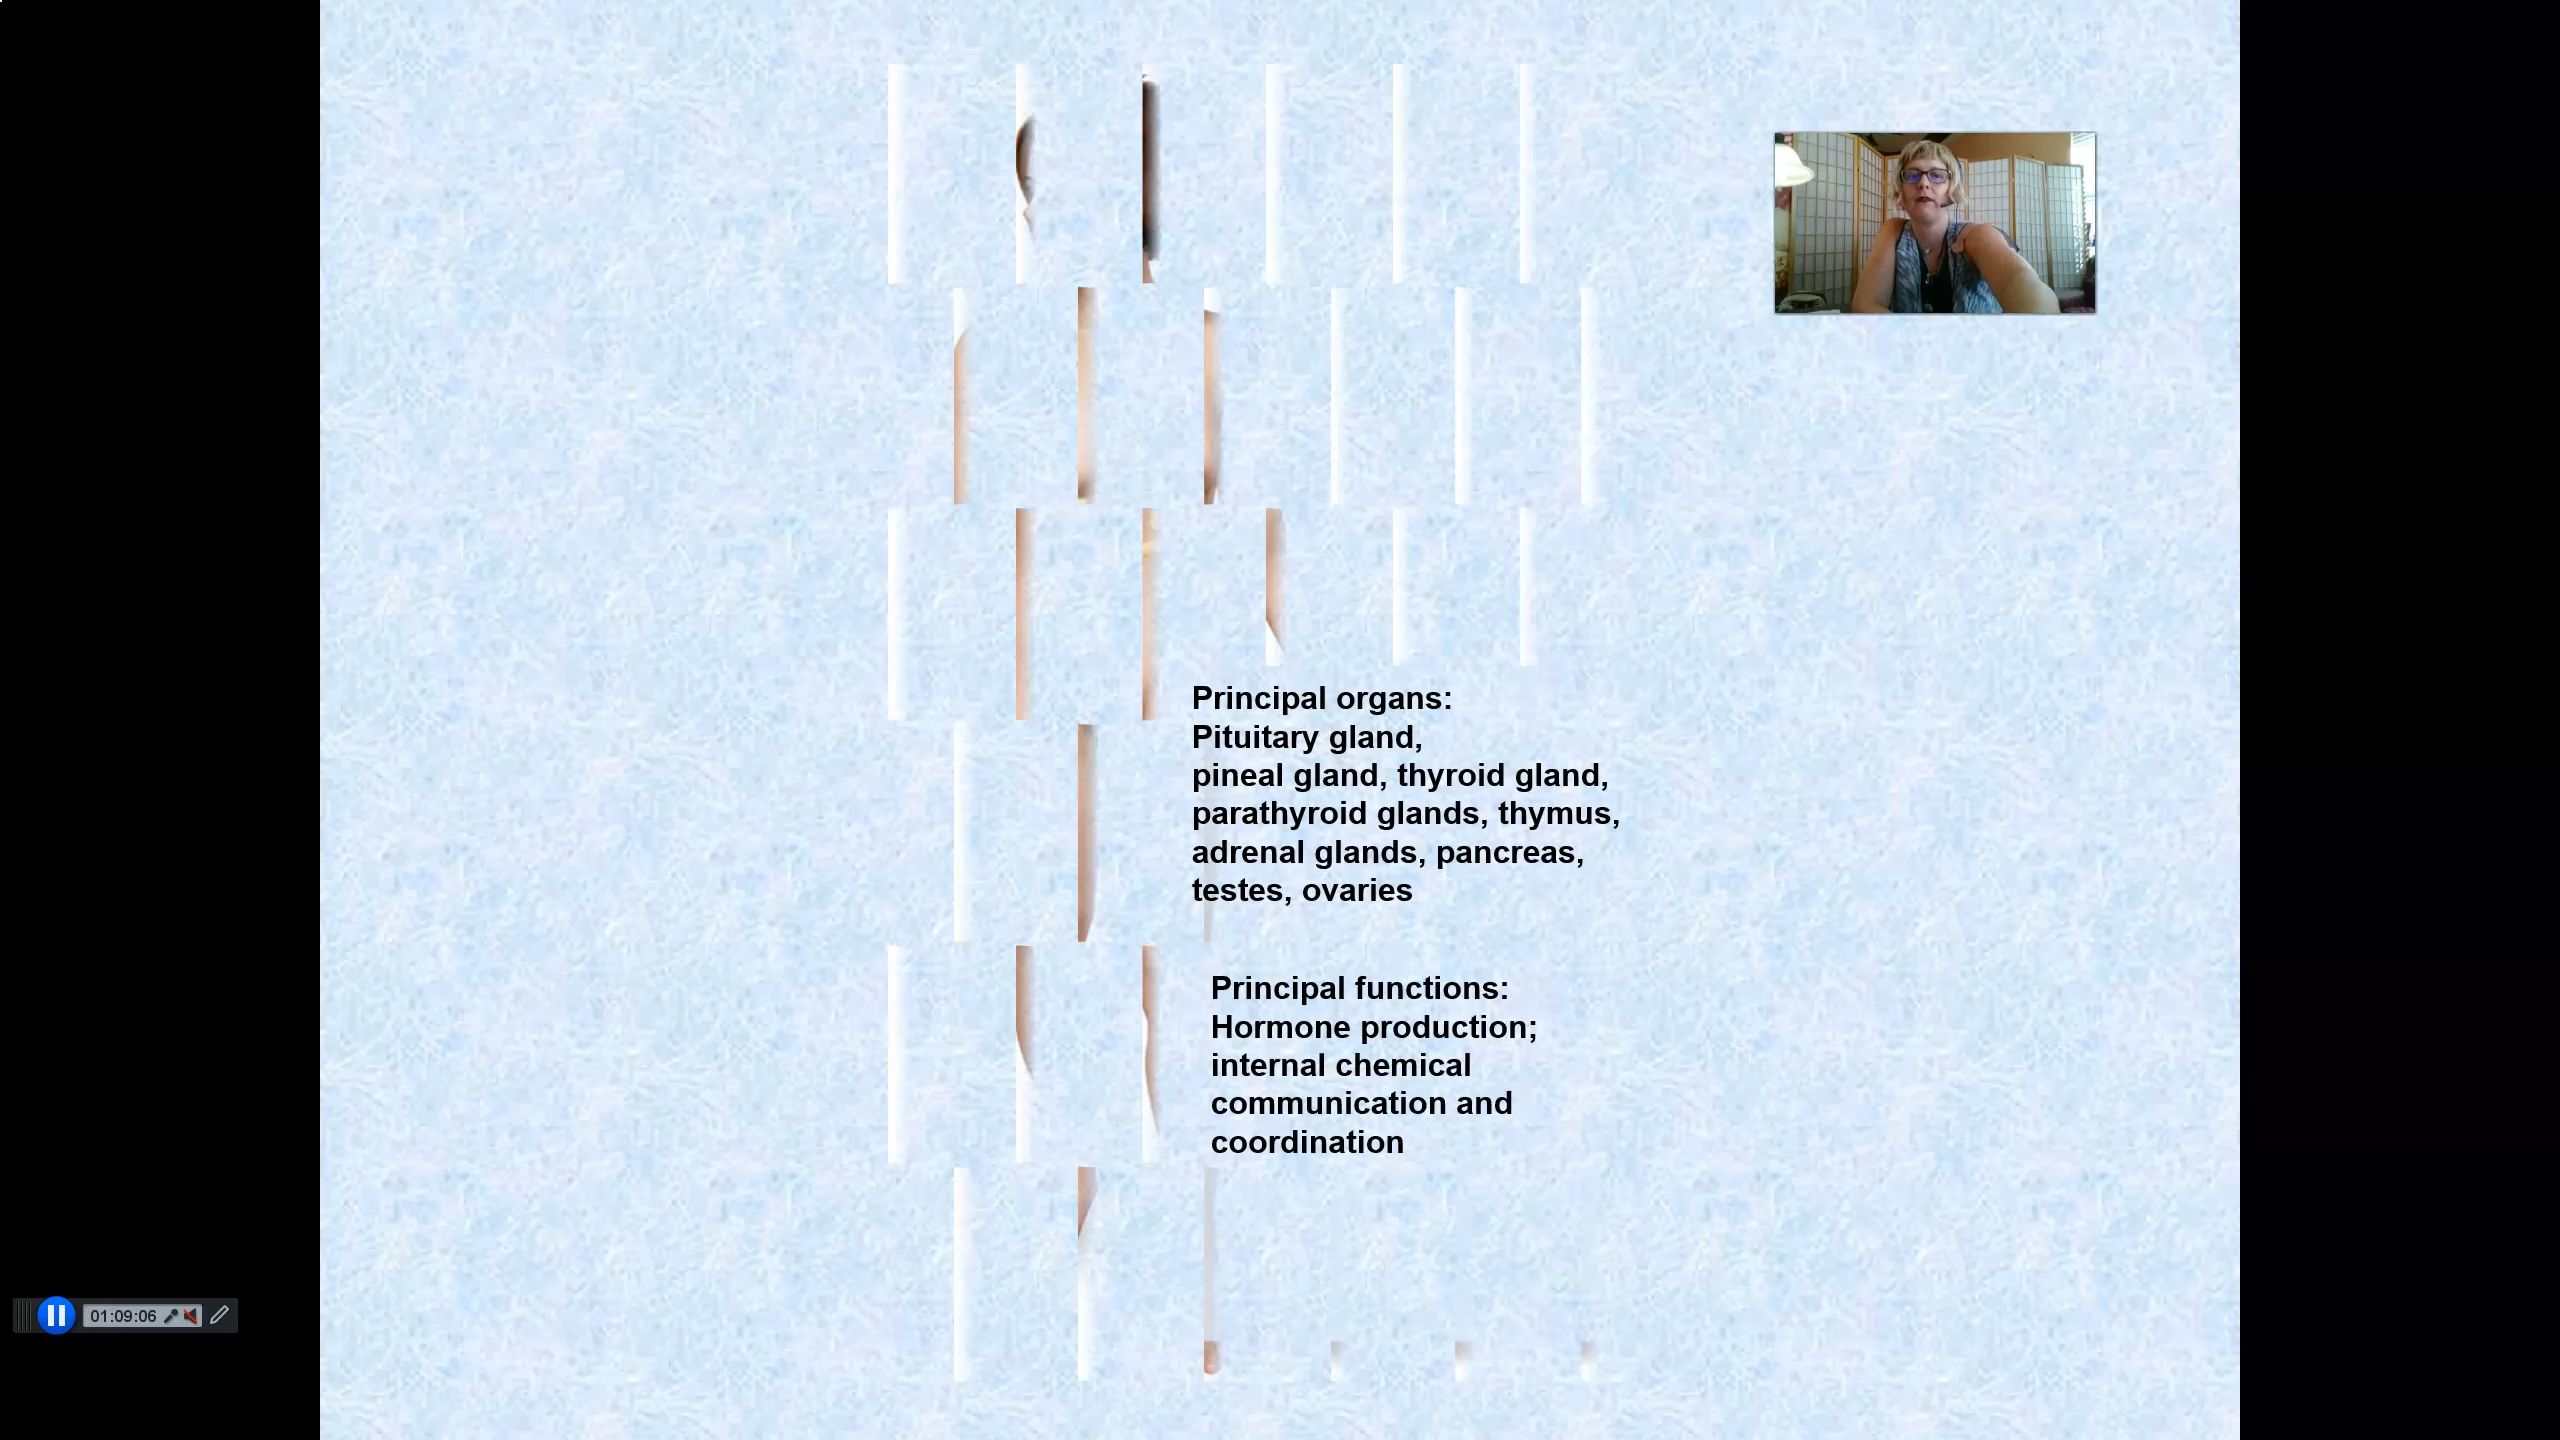 Principal organs:
Pituitary gland,
pineal gland, thyroid gland,
parathyroid glands, thymus,
adrenal glands, pancreas,
testes, ovaries
Principal functions:
Hormone production;
internal chemical
communication and
coordination
01:09:06